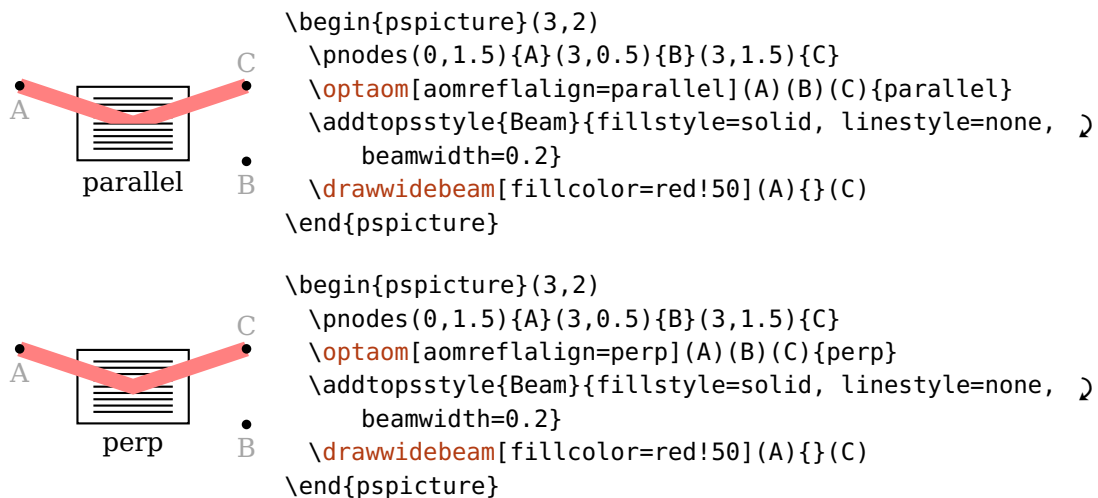 \begin{pspicture}(3,2)
\pnodes(0,1.5){A}(3,0.5){B}(3,1.5){C}
\optaom[aomreflalign=parallel](A)(B)(C){parallel}
\addtopsstyle{Beam}{fillstyle=solid, linestyle=none,
beamwidth=0.2}
\drawwidebeam[fillcolor=red!50](A){}(C)
\end{pspicture}
C
A
B
parallel
\begin{pspicture}(3,2)
\pnodes(0,1.5){A}(3,0.5){B}(3,1.5){C}
\optaom[aomreflalign=perp](A)(B)(C){perp}
\addtopsstyle{Beam}{fillstyle=solid, linestyle=none,
beamwidth=0.2}
\drawwidebeam[fillcolor=red!50](A){}(C)
\end{pspicture}
C
A
B
perp